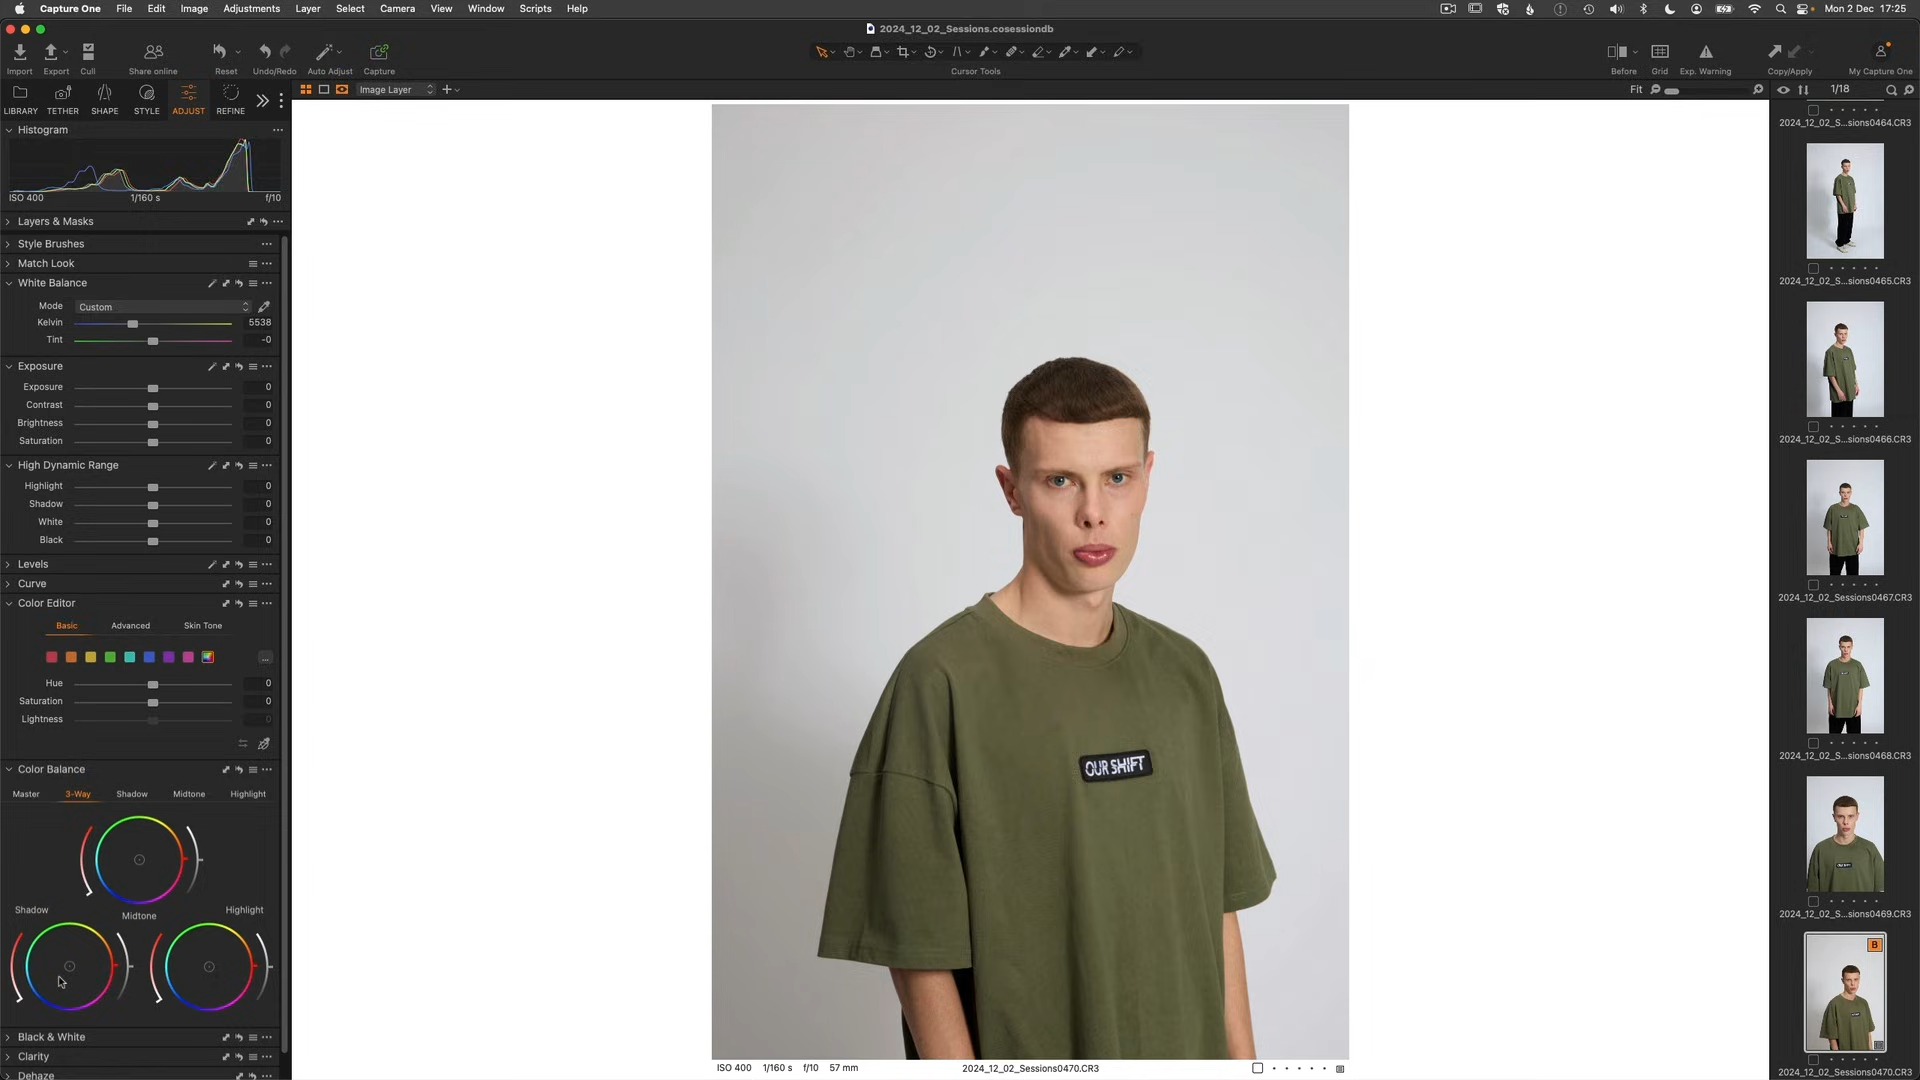 Capture One File Edit Image Adjustments Layer Select Camera View Window Scripts Help Mon 2 Dec 17:25
2024_12_02_Sessions.cosessiondb
Import Export Cull Share online Reset Undo/Redo Auto Adjust Capture Cursor Tools Before Grid Exp. Warning Copy/Apply My Capture One
LIBRARY TETHER SHAPE STYLE ADJUST REFINE
Image Layer
Fit
1/18
Histogram
ISO 400 1/160 s f/10
Layers & Masks
Style Brushes
Match Look
White Balance
Mode Custom
Kelvin 5538
Tint -0
Exposure
Exposure 0
Contrast 0
Brightness 0
Saturation 0
High Dynamic Range
Highlight 0
Shadow 0
White 0
Black 0
Levels
Curve
Color Editor
Basic Advanced Skin Tone
...
Hue 0
Saturation 0
Lightness 0
Color Balance
Master 3-Way Shadow Midtone Highlight
Shadow Midtone Highlight
Black & White
Clarity
Dehaze
OUR SHIFT
ISO 400 1/160 s f/10 57 mm 2024_12_02_Sessions0470.CR3
2024_12_02_S...sions0464.CR3
2024_12_02_S...sions0465.CR3
2024_12_02_S...sions0466.CR3
2024_12_02_Sessions0467.CR3
2024_12_02_S...sions0468.CR3
2024_12_02_S...sions0469.CR3
B
2024_12_02_Sessions0470.CR3